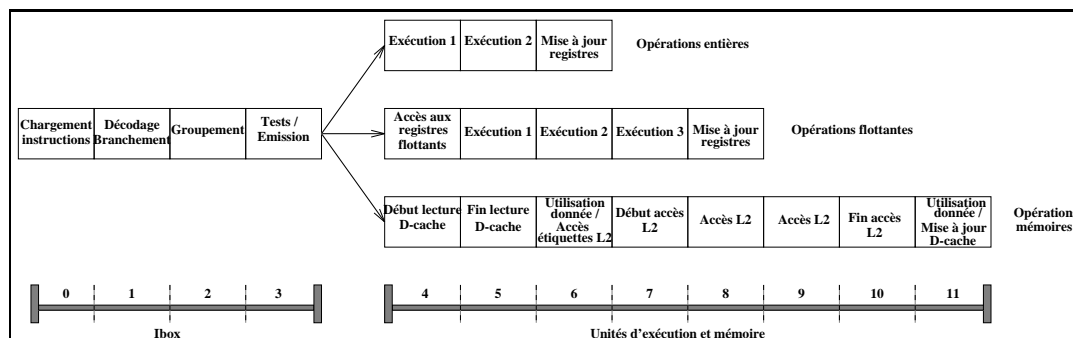 Exécution 1 Exécution 2 Mise à jour registres Opérations entières
Chargement instructions Décodage Branchement Groupement Tests / Emission
Accès aux registres flottants Exécution 1 Exécution 2 Exécution 3 Mise à jour registres Opérations flottantes
Début lecture D-cache Fin lecture D-cache Utilisation donnée / Accès étiquettes L2 Début accès L2 Accès L2 Accès L2 Fin accès L2 Utilisation donnée / Mise à jour D-cache Opération mémoires
0 1 2 3 4 5 6 7 8 9 10 11
Ibox Unités d'exécution et mémoire